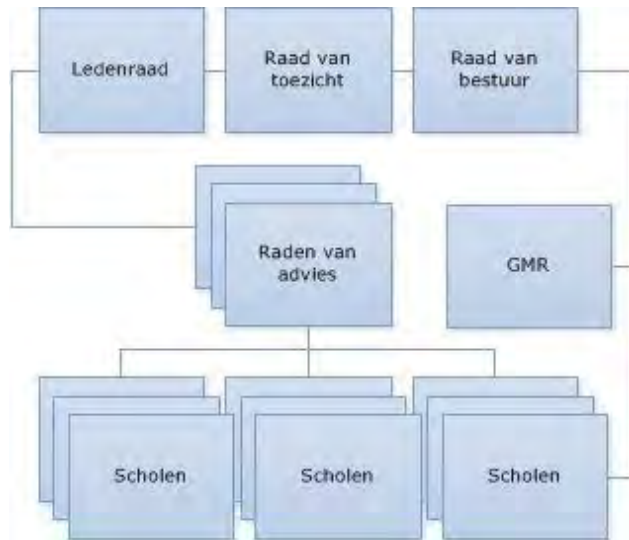 Ledenraad
Raad van
toezicht
Raad van
bestuur
Raden van
advies
GMR
Scholen
Scholen
Scholen